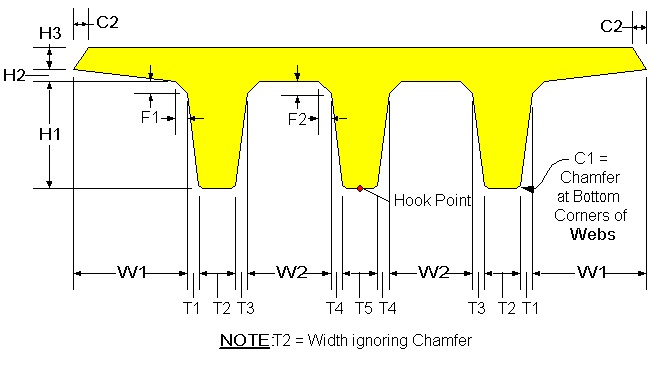 C2
C2
H3
H2
H1
F1
F2
C1 =
Chamfer
at Bottom
Corners of
Webs
Hook Point
W1
W2
W2
W1
T1
T2
T3
T4
T5
T4
T3
T2
T1
NOTE:T2 = Width ignoring Chamfer